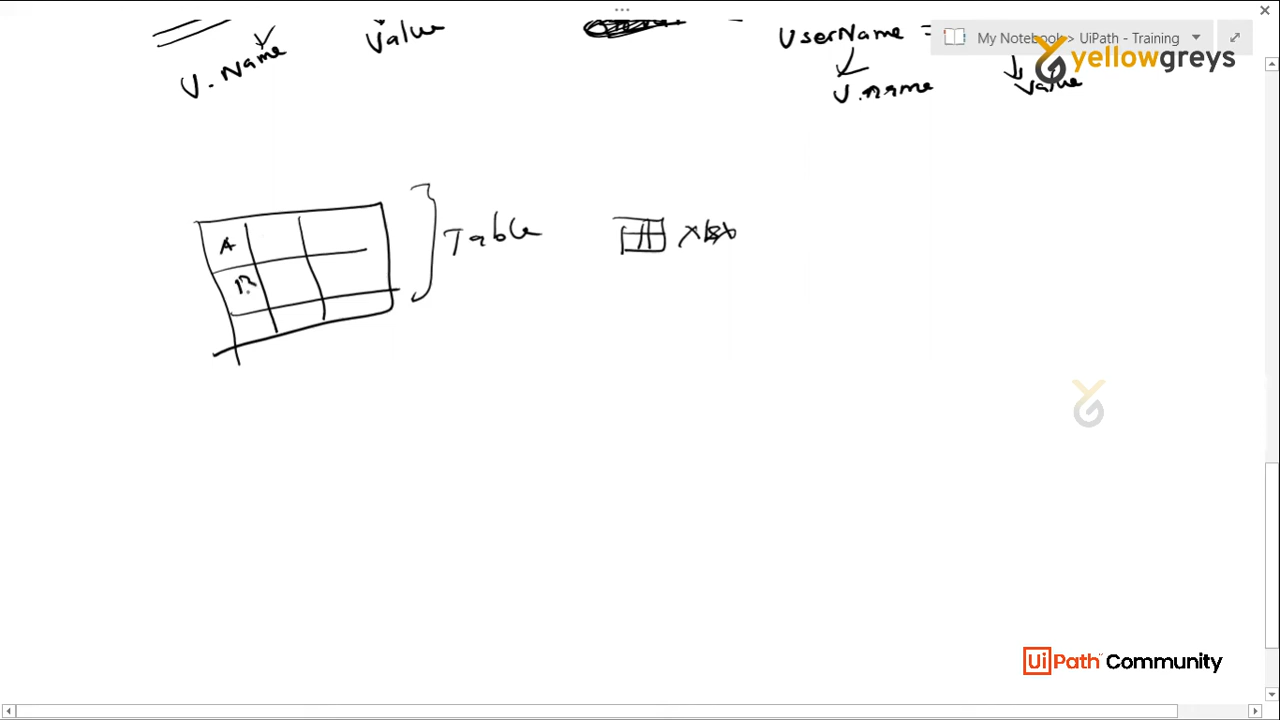 My Notebook > UiPath - Training
yellowgreys
V.Name
Value
UserName =
V.name
Value
A
B
Table
UiPath Community